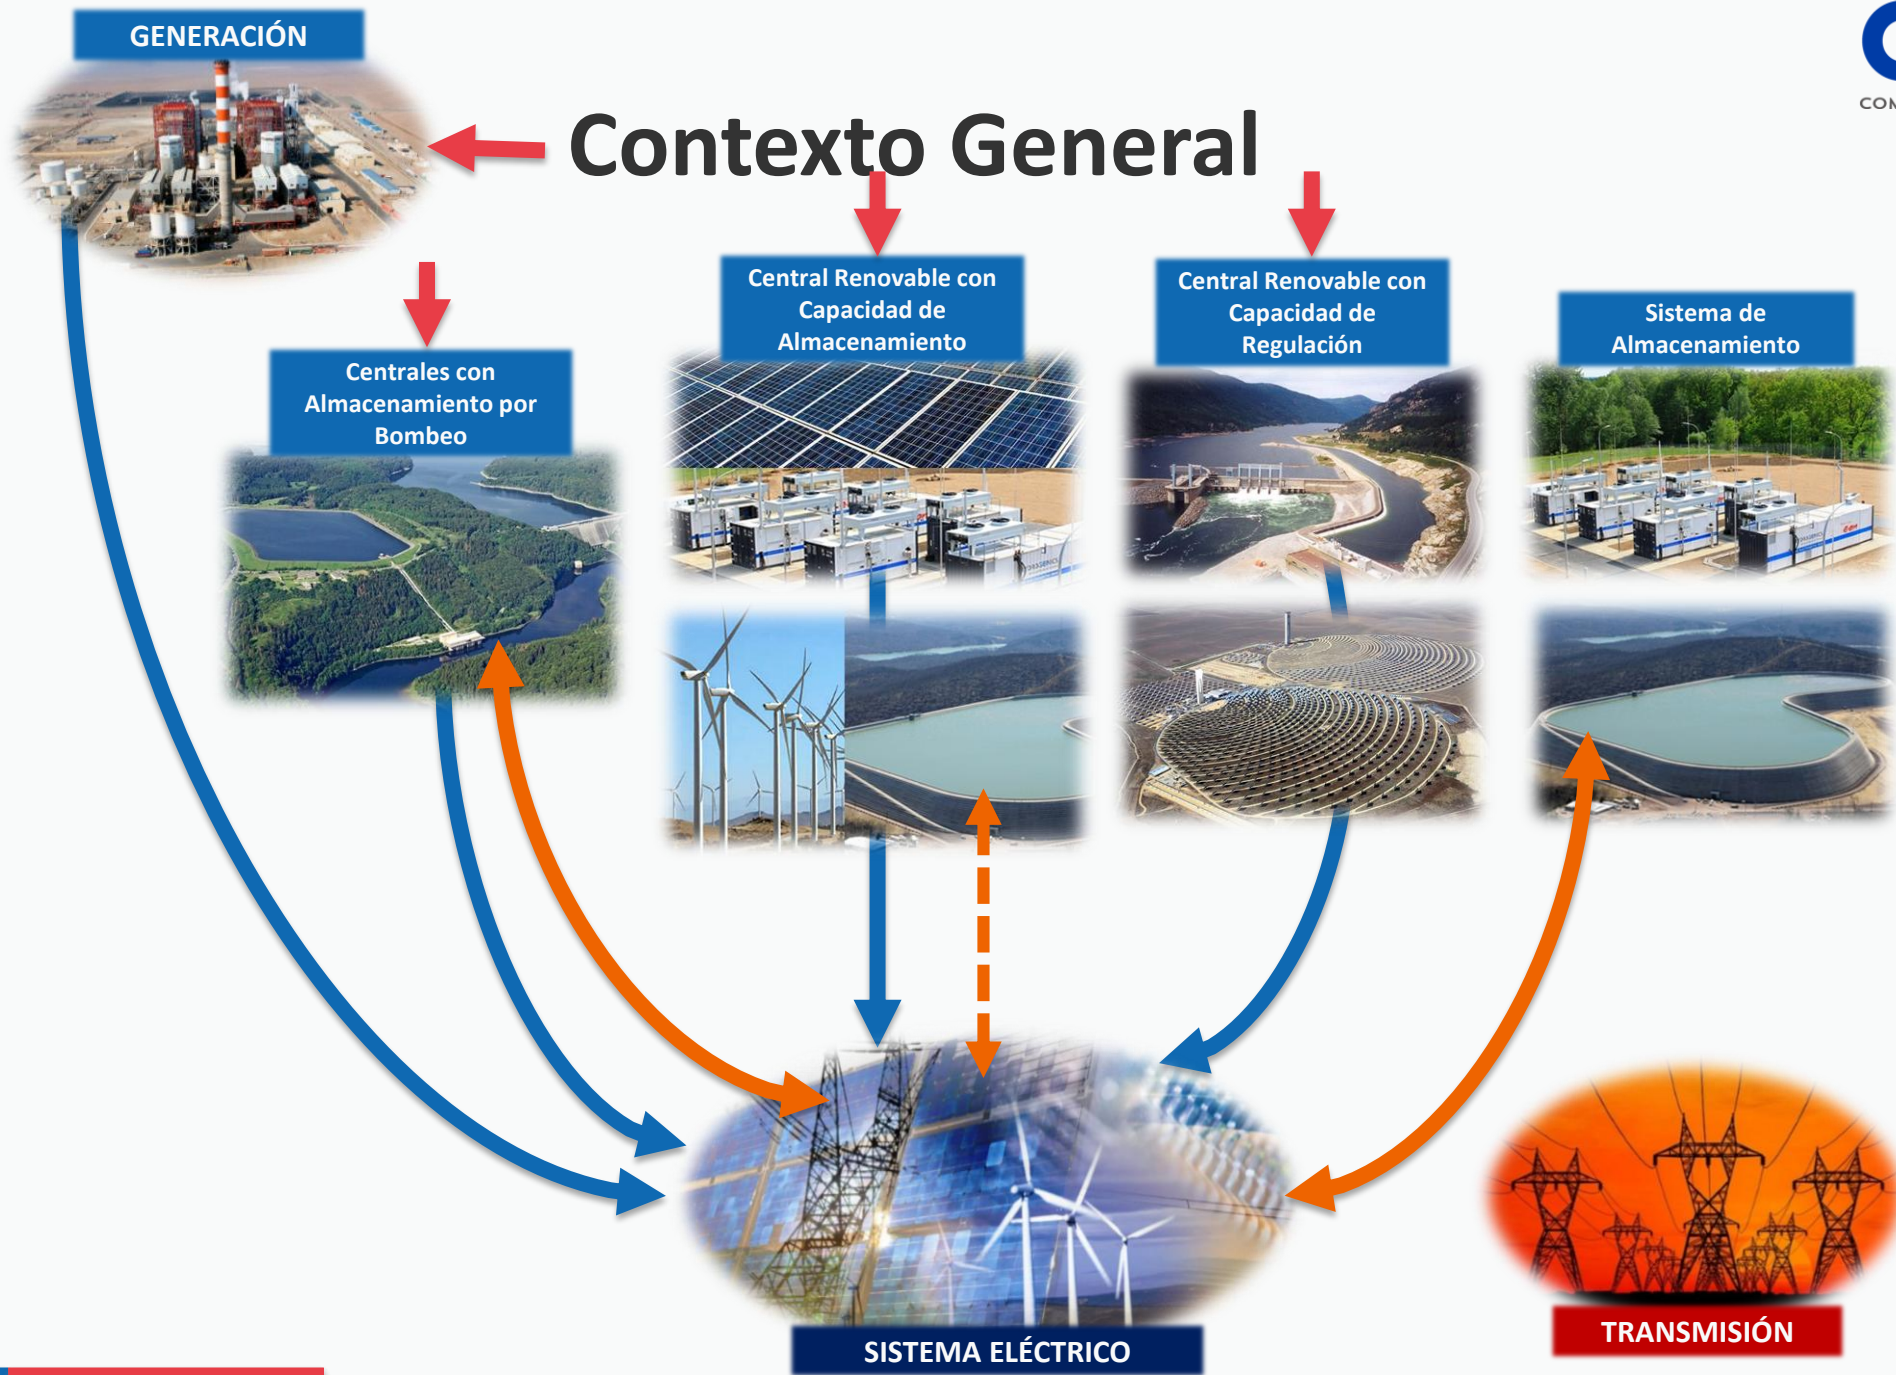 GENERACIÓN
Contexto General
Centrales con
Almacenamiento por
Bombeo
Central Renovable con
Capacidad de
Almacenamiento
Central Renovable con
Capacidad de
Regulación
Sistema de
Almacenamiento
SISTEMA ELÉCTRICO
TRANSMISIÓN